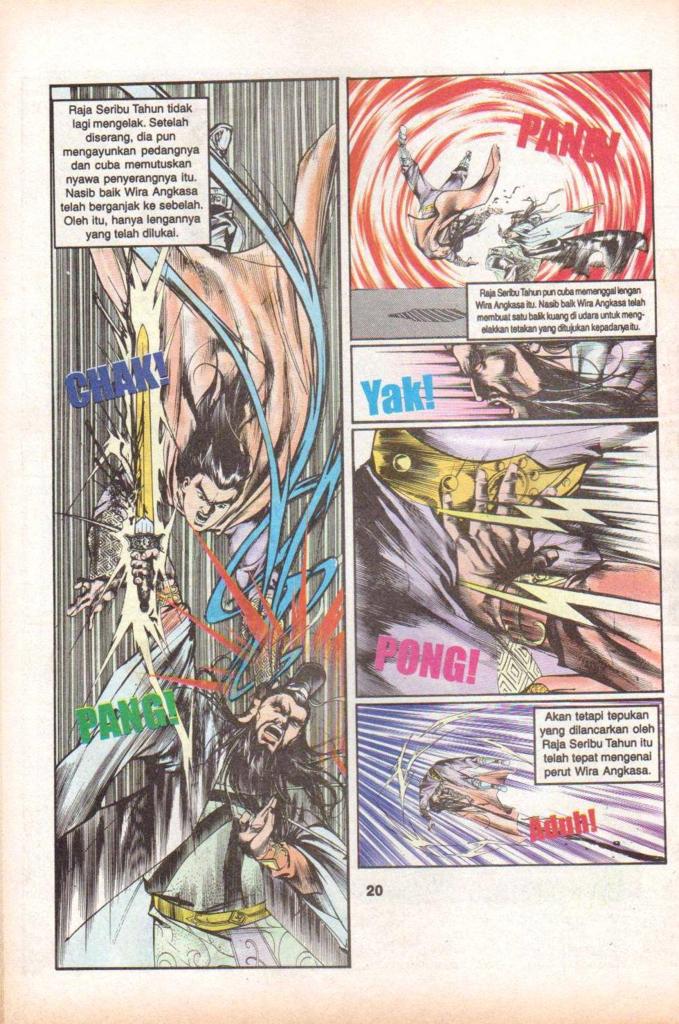 Raja Seribu Tahun tidak
lagi mengelak. Setelah
diserang, dia pun
mengayunkan pedangnya
dan cuba memutuskan
nyawa penyerangnya itu.
Nasib baik Wira Angkasa
telah berganjak ke sebelah.
Oleh itu, hanya lengannya
yang telah dilukai.
CHAK!
PANG!
PANG!
Raja Seribu Tahun pun cuba memenggal lengan
Wira Angkasa itu. Nasib baik Wira Angkasa telah
membuat satu balik kuang di udara untuk meng-
elakkan tetakan yang ditujukan kepadanya itu.
Yak!
PONG!
Akan tetapi tepukan
yang dilancarkan oleh
Raja Seribu Tahun itu
telah tepat mengenai
perut Wira Angkasa.
Aduh!
20